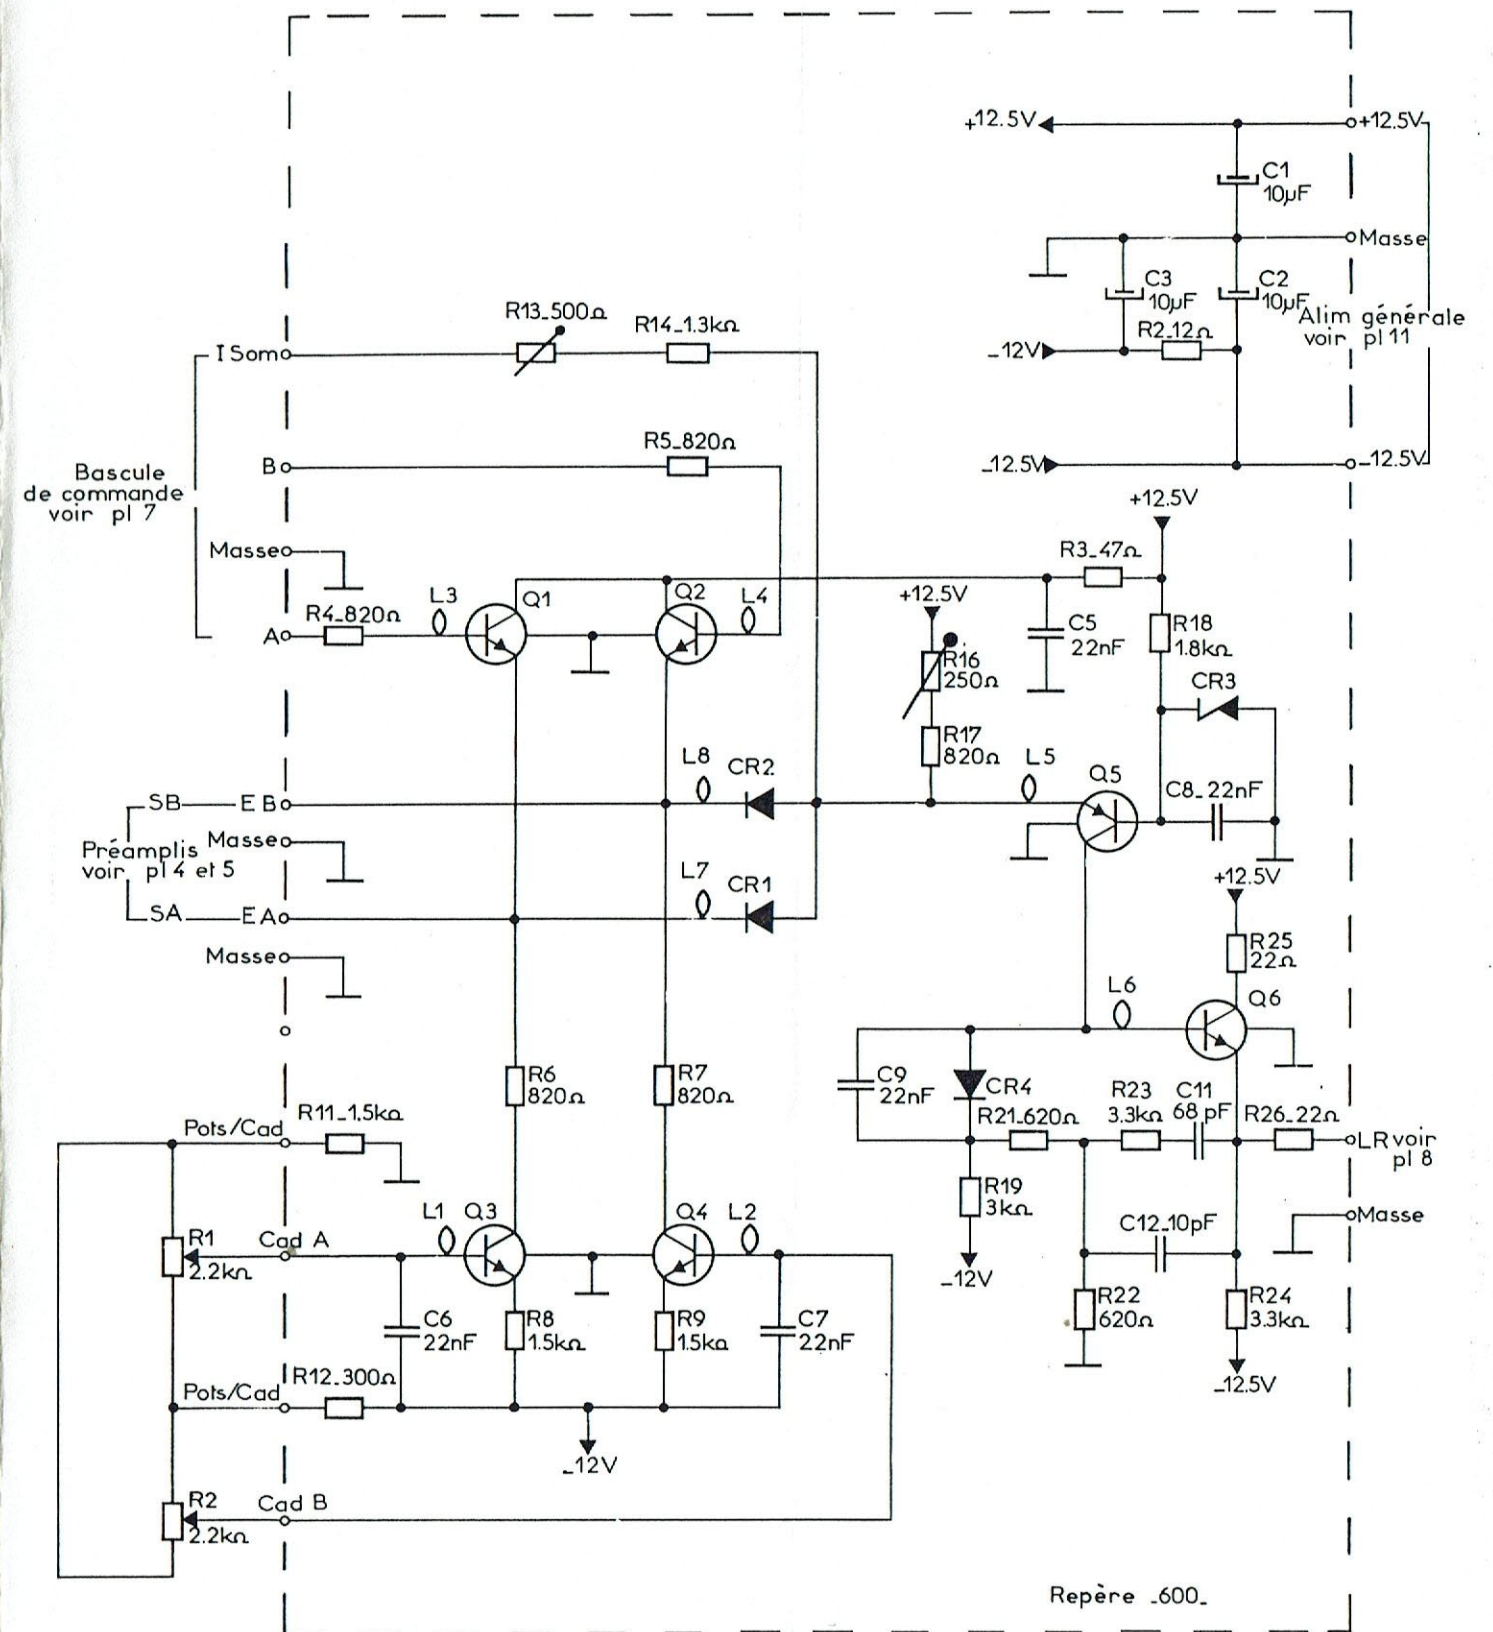 +12.5V
+12.5V
C1
10µF
Masse
C3
10µF
C2
10µF
Alim générale
voir pl 11
R2_12Ω
_12V
_12.5V
_12.5V
R13_500Ω
R14_1.3kΩ
I Som
R5_820Ω
B
Bascule
de commande
voir pl 7
Masse
A
R4_820Ω
L3
Q1
Q2
L4
+12.5V
R3_47Ω
+12.5V
C5
22nF
R18
1.8kΩ
R16
250Ω
CR3
R17
820Ω
L8
CR2
L5
Q5
C8_22nF
SB
E B
Masse
Préamplis
voir pl 4 et 5
L7
CR1
SA
E A
Masse
+12.5V
R25
22Ω
L6
Q6
R6
820Ω
R7
820Ω
C9
22nF
CR4
R21_620Ω
R23
3.3kΩ
C11
68 pF
R26_22Ω
LR voir
pl 8
R11_1.5kΩ
Pots/Cad
R19
3kΩ
_12V
C12_10pF
Masse
L1
Q3
Q4
L2
R1
2.2kΩ
Cad A
C6
22nF
R8
1.5kΩ
R9
1.5kΩ
C7
22nF
R22
620Ω
R24
3.3kΩ
_12.5V
R12_300Ω
Pots/Cad
_12V
R2
2.2kΩ
Cad B
Repère _600_